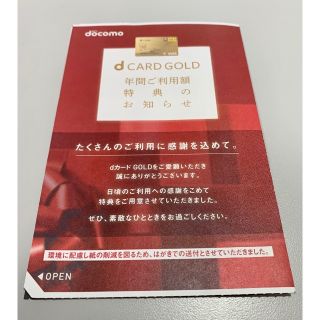 döcomo
d CARD GOLD
年間ご利用額
特典の
お知らせ
たくさんのご利用に感謝を込めて。
dカード GOLDをご愛顧いただき
誠にありがとうございます。
日頃のご利用への感謝をこめて
特典をご用意させていただきました。
ぜひ、素敵なひとときをお過ごしください。
環境に配慮し紙の削減を図るため、はがきでの送付とさせていただきました。
◀OPEN